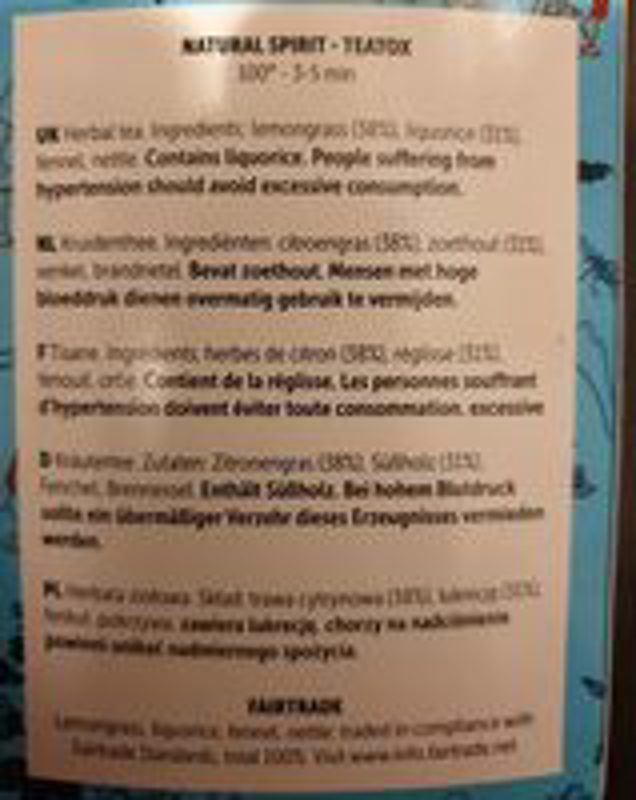 NATURAL SPIRIT - TEATOX
100° - 3-5 min
UK Herbal tea. Ingredients: lemongrass (38%), liquorice (31%),
fennel, nettle. Contains liquorice. People suffering from
hypertension should avoid excessive consumption.
NL Kruidenthee. Ingrediënten: citroengras (38%), zoethout (31%),
venkel, brandnetel. Bevat zoethout. Mensen met hoge
bloeddruk dienen overmatig gebruik te vermijden.
F Tisane. Ingredients: herbes de citron (38%), réglisse (31%),
fenouil, ortie. Contient de la réglisse. Les personnes souffrant
d'hypertension doivent éviter toute consommation. excessive
D Kräutertee. Zutaten: Zitronengras (38%), Süßholz (31%),
Fenchel, Brennnessel. Enthält Süßholz. Bei hohem Blutdruck
sollte ein übermäßiger Verzehr dieses Erzeugnisses vermieden
werden.
PL Herbata ziołowa. Skład: trawa cytrynowa (38%), lukrecja (31%),
fenkuł, pokrzywa. zawiera lukrecję, chorzy na nadciśnienie
powinni unikać nadmiernego spożycia.
FAIRTRADE
Lemongrass, liquorice, fennel, nettle: traded in compliance with
Fairtrade Standards, total 100%. Visit www.info.fairtrade.net